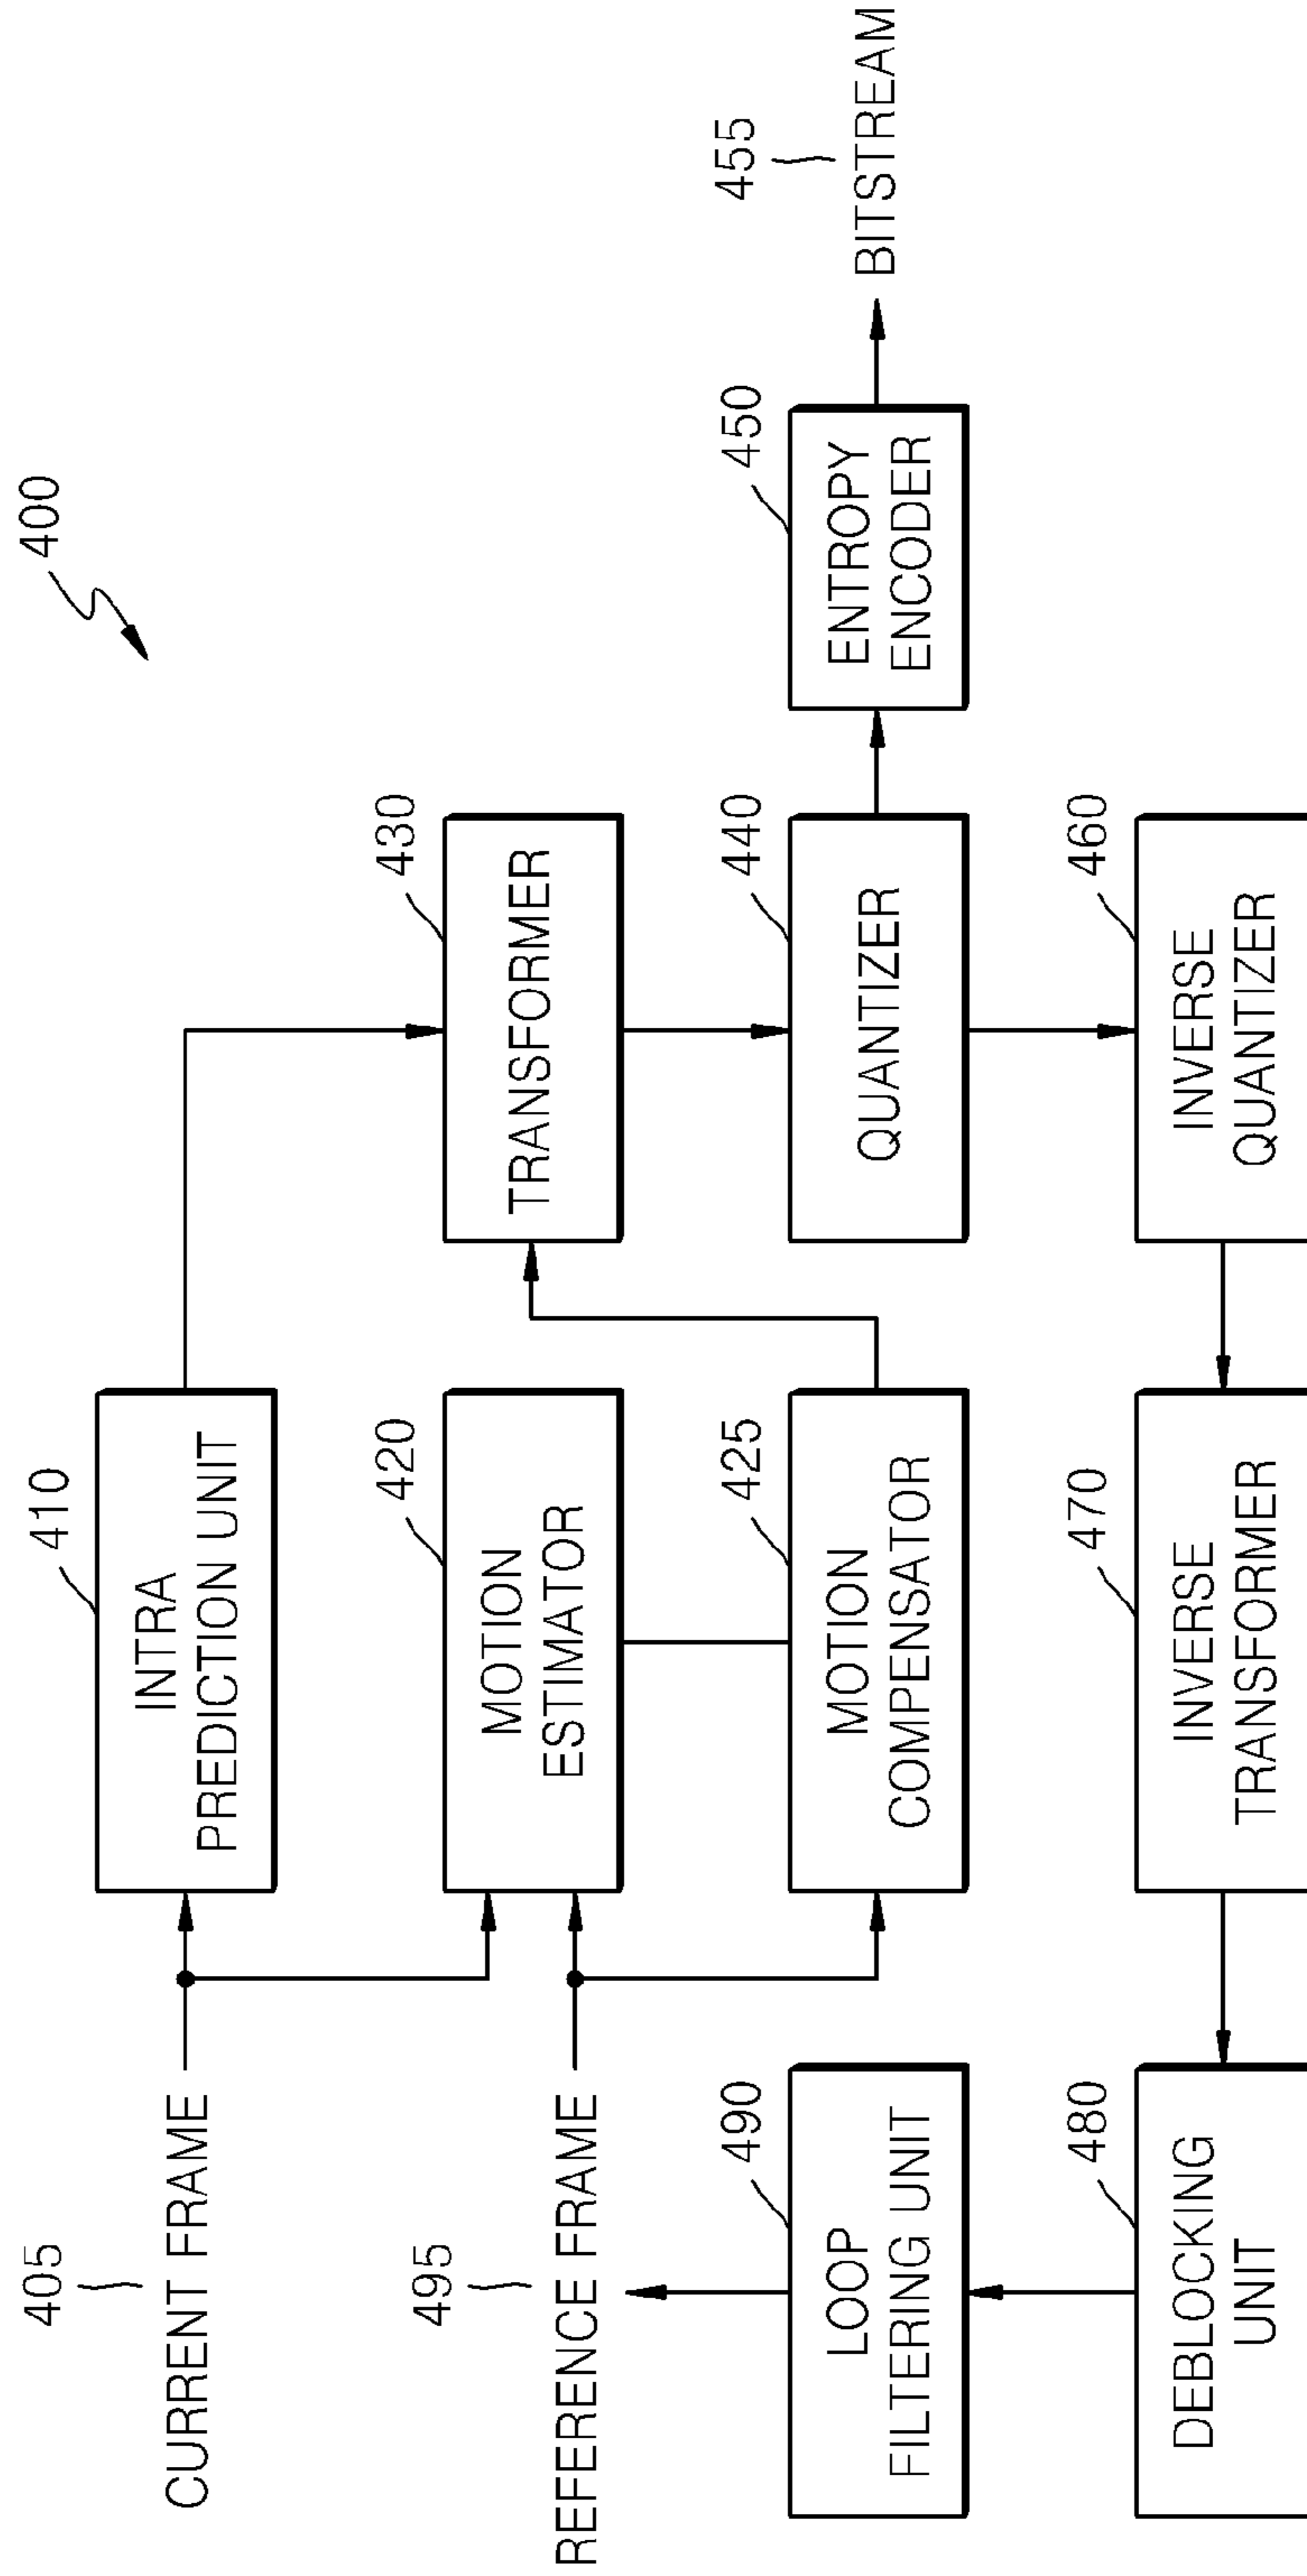 400
405
CURRENT FRAME
410
INTRA
PREDICTION UNIT
495
REFERENCE FRAME
420
MOTION
ESTIMATOR
430
TRANSFORMER
490
LOOP
FILTERING UNIT
425
MOTION
COMPENSATOR
440
QUANTIZER
450
ENTROPY
ENCODER
455
BITSTREAM
480
DEBLOCKING
UNIT
470
INVERSE
TRANSFORMER
460
INVERSE
QUANTIZER